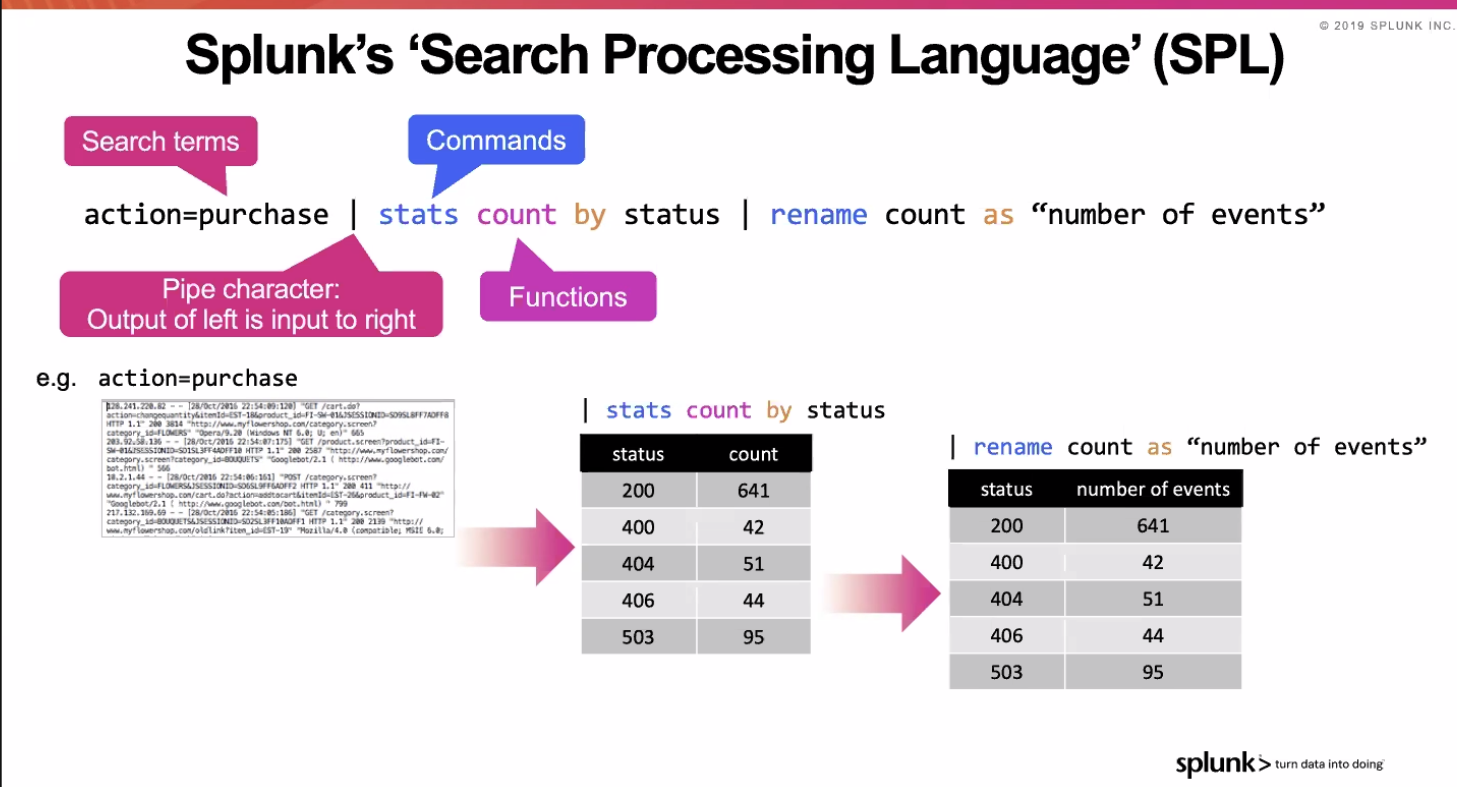 © 2019 SPLUNK INC.
Splunk’s ‘Search Processing Language’ (SPL)
Search terms
Commands
action=purchase | stats count by status | rename count as “number of events”
Pipe character:
Output of left is input to right
Functions
e.g. action=purchase
128.241.220.82 - - [28/Oct/2016 22:54:09:120] "GET /cart.do?
action=changequantity&itemId=EST-18&product_id=FI-SW-01&JSESSIONID=SD9SL8FF7ADFF8
HTTP 1.1" 200 3814 "http://www.myflowershop.com/category.screen?
category_id=FLOWERS" "Opera/9.20 (Windows NT 6.0; U; en)" 665
203.92.58.136 - - [28/Oct/2016 22:54:07:175] "GET /product.screen?product_id=FI-
SW-01&JSESSIONID=SD1SL3FF4ADFF10 HTTP 1.1" 200 2587 "http://www.myflowershop.com/
category.screen?category_id=BOUQUETS" "Googlebot/2.1 ( http://www.googlebot.com/
bot.html) " 566
10.2.1.44 - - [28/Oct/2016 22:54:06:161] "POST /category.screen?
category_id=FLOWERS&JSESSIONID=SD6SL9FF6ADFF2 HTTP 1.1" 200 411 "http://
www.myflowershop.com/cart.do?action=addtocart&itemId=EST-26&product_id=FI-FW-02"
"Googlebot/2.1 ( http://www.googlebot.com/bot.html) " 799
217.132.169.69 - - [28/Oct/2016 22:54:05:186] "GET /category.screen?
category_id=BOUQUETS&JSESSIONID=SD2SL3FF10ADFF1 HTTP 1.1" 200 2139 "http://
www.myflowershop.com/oldlink?item_id=EST-19" "Mozilla/4.0 (compatible; MSIE 6.0;
| stats count by status
status count
200 641
400 42
404 51
406 44
503 95
| rename count as “number of events”
status number of events
200 641
400 42
404 51
406 44
503 95
splunk> turn data into doing